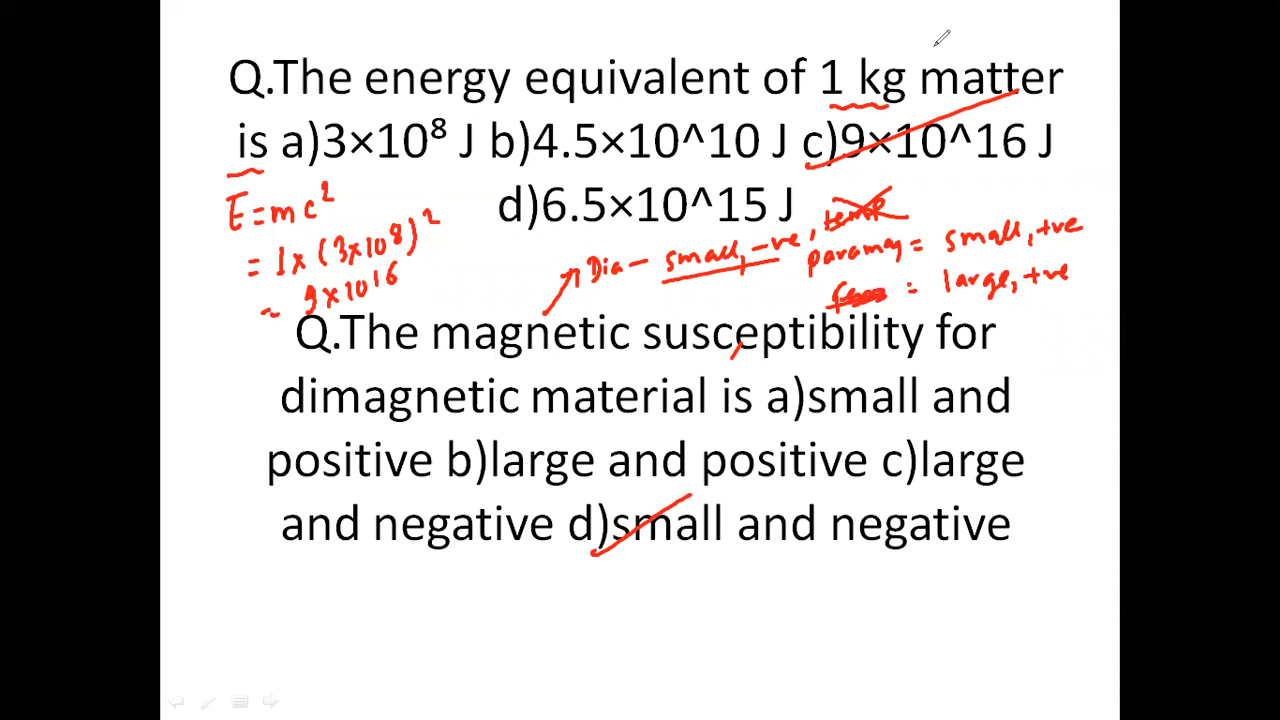 Q.The energy equivalent of 1 kg matter
is a)3×10⁸ J b)4.5×10^10 J c)9×10^16 J
d)6.5×10^15 J
E=mc²
= 1×(3×10⁸)²
= 9×10¹⁶
Dia- small, -ve, temp
paramag = small, +ve
= large, +ve
Q.The magnetic susceptibility for
dimagnetic material is a)small and
positive b)large and positive c)large
and negative d)small and negative